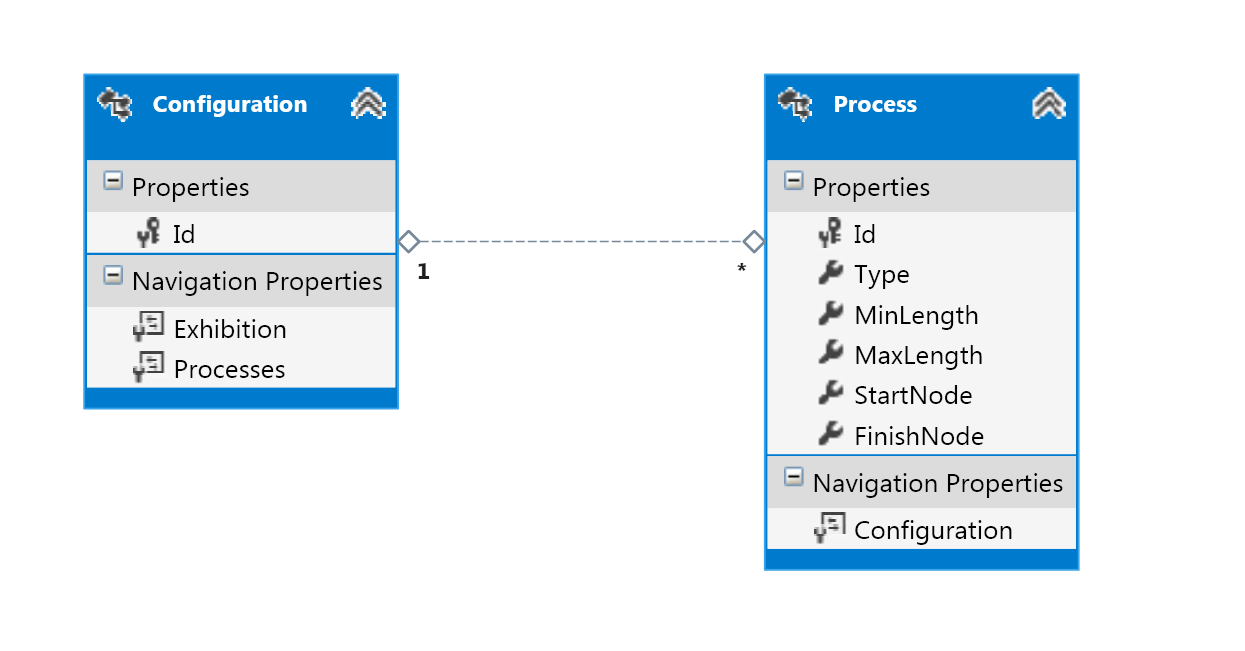 Configuration
Properties
Id
Navigation Properties
Exhibition
Processes
1
*
Process
Properties
Id
Type
MinLength
MaxLength
StartNode
FinishNode
Navigation Properties
Configuration